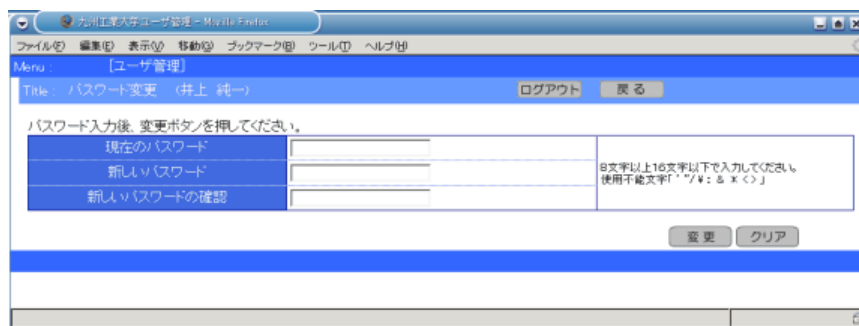 九州工業大学ユーザ管理 - Mozilla Firefox
ファイル(F) 編集(E) 表示(V) 移動(G) ブックマーク(B) ツール(T) ヘルプ(H)
Menu : [ユーザ管理]
Title : パスワード変更 (井上 純一) ログアウト 戻る
パスワード入力後、変更ボタンを押してください。
現在のパスワード
新しいパスワード
8文字以上16文字以下で入力してください。
使用不能文字「 ' "/ ¥ : & * < > 」
新しいパスワードの確認
変更 クリア